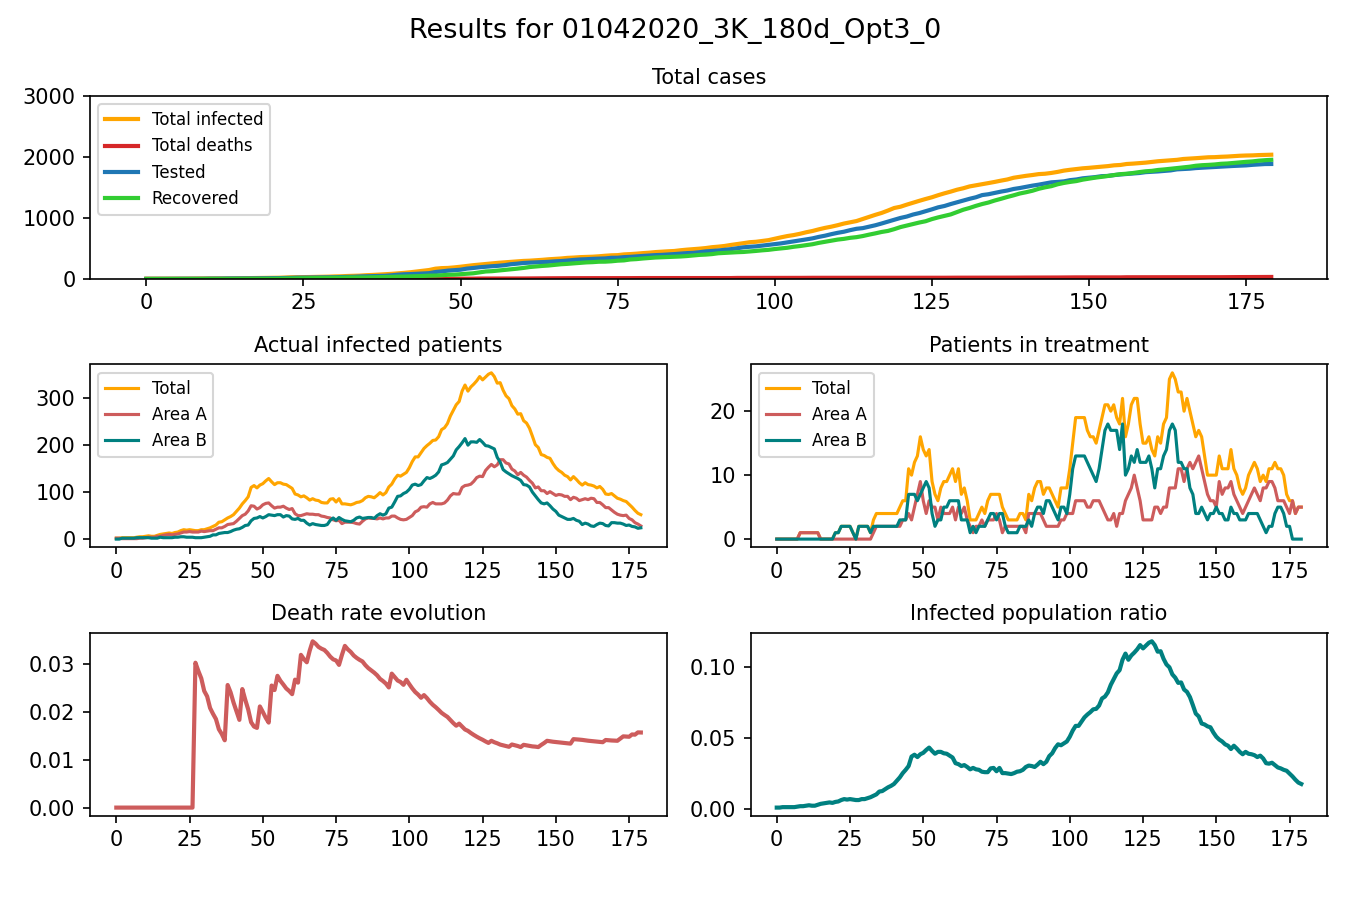 Results for 01042020_3K_180d_Opt3_0
Total cases
3000
2000
1000
0
Total infected
Total deaths
Tested
Recovered
0 25 50 75 100 125 150 175
Actual infected patients
300
200
100
0
Total
Area A
Area B
0 25 50 75 100 125 150 175
Patients in treatment
20
10
0
Total
Area A
Area B
0 25 50 75 100 125 150 175
Death rate evolution
0.03
0.02
0.01
0.00
0 25 50 75 100 125 150 175
Infected population ratio
0.10
0.05
0.00
0 25 50 75 100 125 150 175